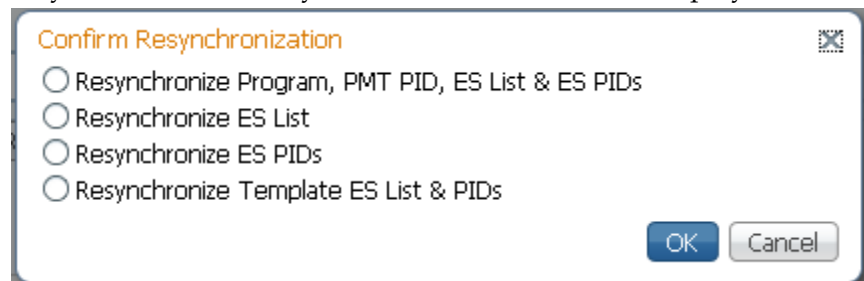 Confirm Resynchronization
Resynchronize Program, PMT PID, ES List & ES PIDs
Resynchronize ES List
Resynchronize ES PIDs
Resynchronize Template ES List & PIDs
OK Cancel